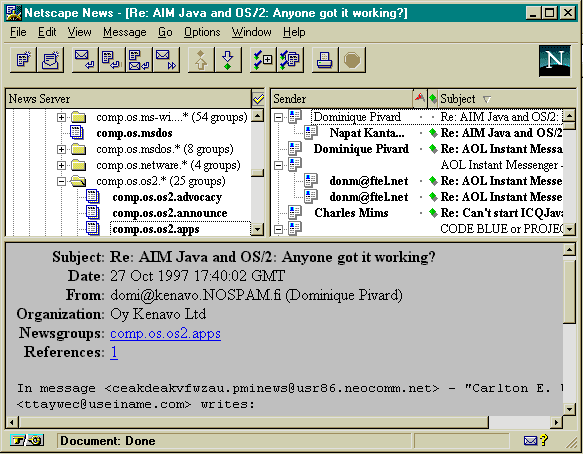 Netscape News - [Re: AIM Java and OS/2: Anyone got it working?]
File Edit View Message Go Options Window Help
N
News Server
comp.os.ms-wi....* (54 groups)
comp.os.msdos
comp.os.msdos.* (8 groups)
comp.os.netware.* (4 groups)
comp.os.os2.* (25 groups)
comp.os.os2.advocacy
comp.os.os2.announce
comp.os.os2.apps
Sender Subject
Dominique Pivard Re: AIM Java and OS/2:
Napat Kanta... Re: AIM Java and OS/2
Dominique Pivard Re: AOL Instant Messa
AOL Instant Messenger -
donm@ftel.net Re: AOL Instant Messe
donm@ftel.net Re: AOL Instant Messe
Charles Mims Re: Can't start ICQJava
CODE BLUE or PROJE
Subject: Re: AIM Java and OS/2: Anyone got it working?
Date: 27 Oct 1997 17:40:02 GMT
From: domi@kenavo.NOSPAM.fi (Dominique Pivard)
Organization: Oy Kenavo Ltd
Newsgroups: comp.os.os2.apps
References: 1
In message <ceakdeakvfwzau.pminews@usr86.neocomm.net> - "Carlton E.
<ttaywec@useiname.com> writes:
Document: Done